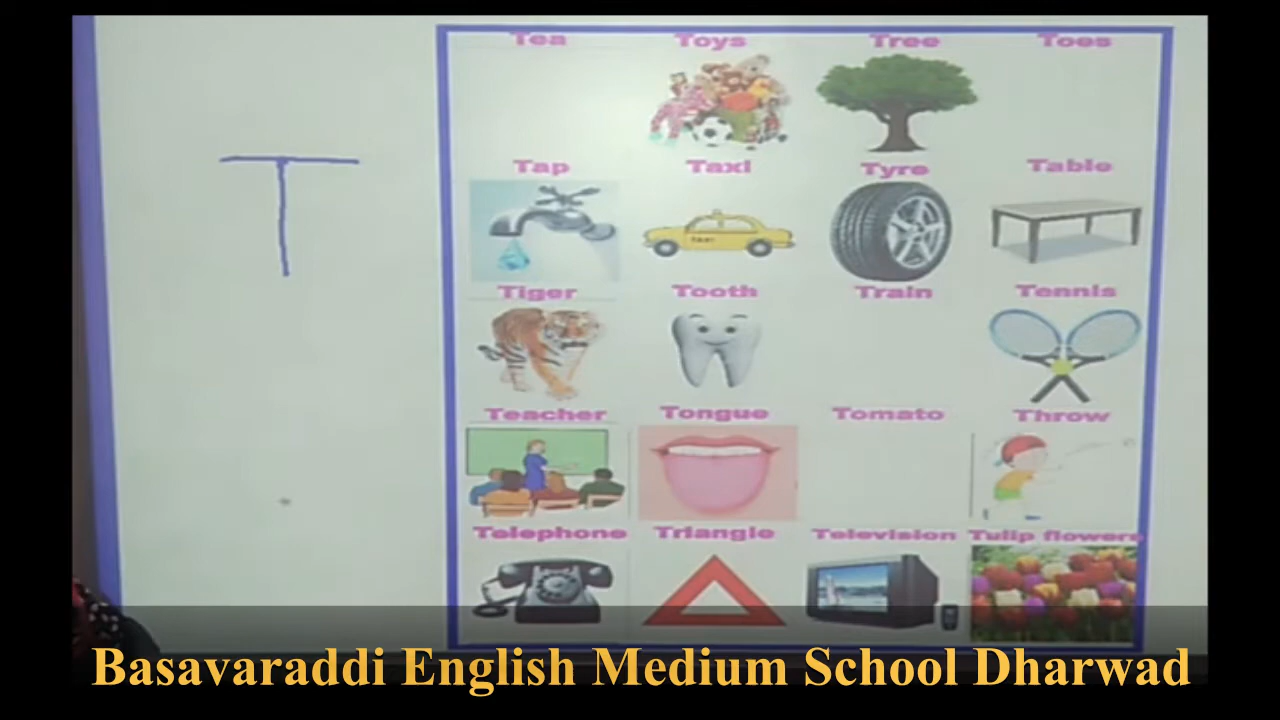 Tea Toys Tree Toes
T
Tap Taxi Tyre Table
TAXI
Tiger Tooth Train Tennis
Teacher Tongue Tomato Throw
Telephone Triangle Television Tulip flowers
Basavaraddi English Medium School Dharwad